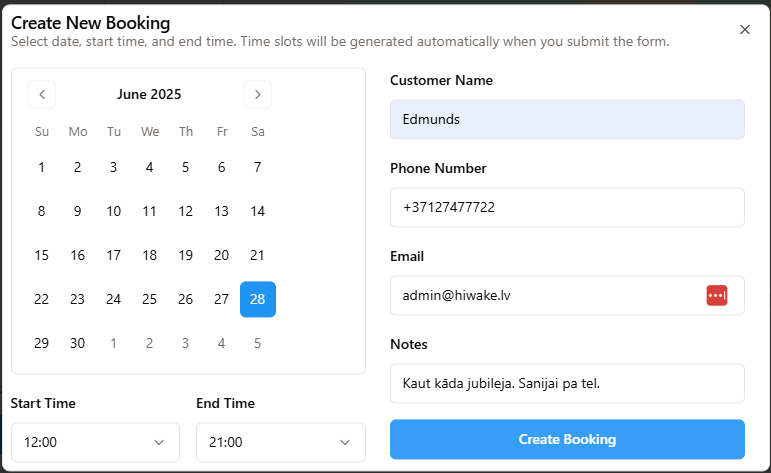 Create New Booking
Select date, start time, and end time. Time slots will be generated automatically when you submit the form.
June 2025
Su Mo Tu We Th Fr Sa
1 2 3 4 5 6 7
8 9 10 11 12 13 14
15 16 17 18 19 20 21
22 23 24 25 26 27 28
29 30 1 2 3 4 5
Start Time
12:00
End Time
21:00
Customer Name
Edmunds
Phone Number
+37127477722
Email
admin@hiwake.lv
Notes
Kaut kāda jubileja. Sanijai pa tel.
Create Booking